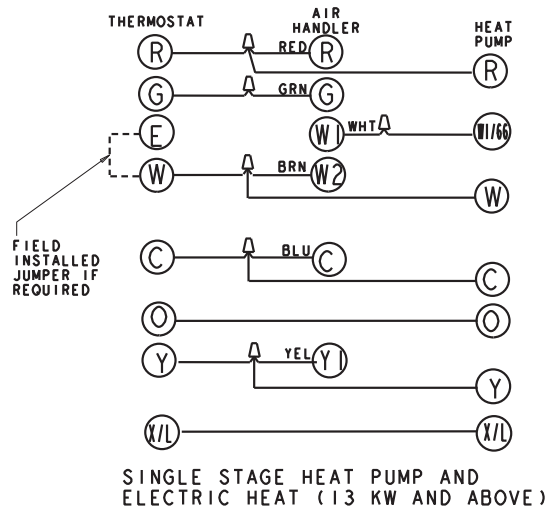 THERMOSTAT
AIR
HANDLER
HEAT
PUMP
R
RED
R
R
G
GRN
G
E
W1
WHT
W1/66
W
BRN
W2
W
FIELD
INSTALLED
JUMPER IF
REQUIRED
C
BLU
C
C
O
O
Y
YEL
Y1
Y
X/L
X/L
SINGLE STAGE HEAT PUMP AND
ELECTRIC HEAT (13 KW AND ABOVE)